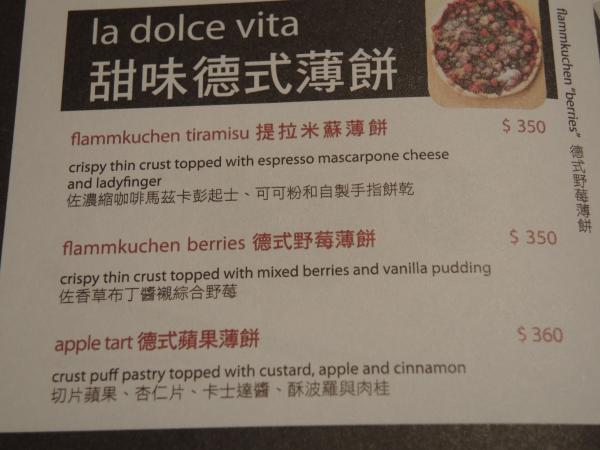 la dolce vita
甜味德式薄餅
flammkuchen tiramisu 提拉米蘇薄餅 $ 350
crispy thin crust topped with espresso mascarpone cheese
and ladyfinger
佐濃縮咖啡馬茲卡彭起士、可可粉和自製手指餅乾
flammkuchen berries 德式野莓薄餅 $ 350
crispy thin crust topped with mixed berries and vanilla pudding
佐香草布丁醬襯綜合野莓
apple tart 德式蘋果薄餅 $ 360
crust puff pastry topped with custard, apple and cinnamon
切片蘋果、杏仁片、卡士達醬、酥波羅與肉桂
flammkuchen "berries" 德式野莓薄餅